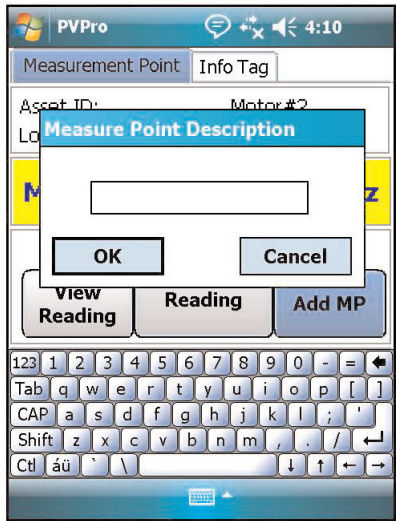 PVPro 4:10
Measurement Point Info Tag
Asset ID: Motor#2
Lo
Measure Point Description
M z
OK Cancel
View Reading
Reading
Add MP
123 1 2 3 4 5 6 7 8 9 0 - =
Tab q w e r t y u i o p [ ]
CAP a s d f g h j k l ; '
Shift z x c v b n m , . /
Ctl áü ` \